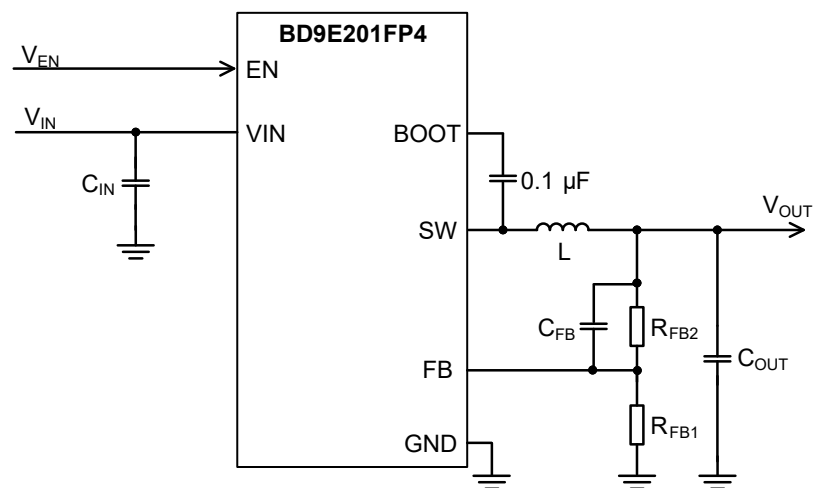 BD9E201FP4
V_EN
EN
V_IN
VIN
BOOT
C_IN
0.1 µF
V_OUT
SW
L
C_FB
R_FB2
C_OUT
FB
R_FB1
GND